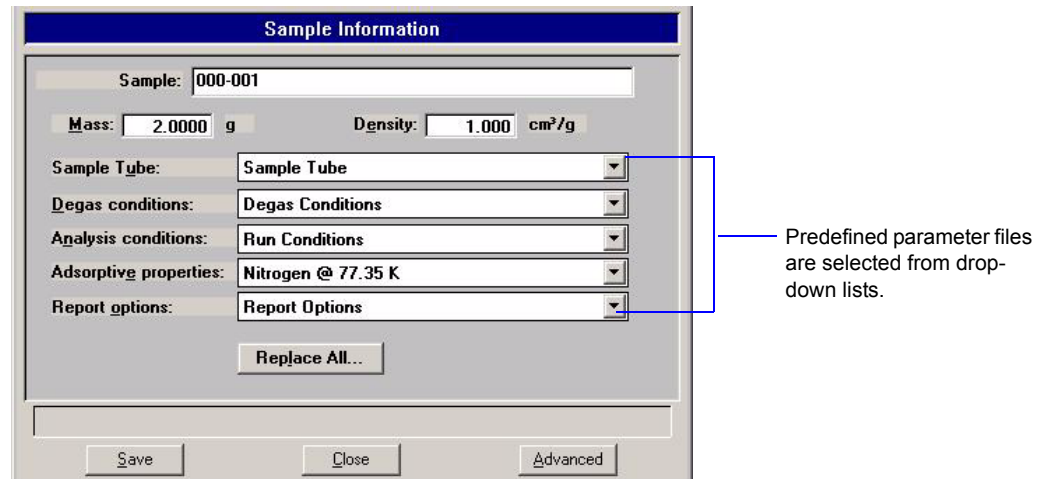 Sample Information
Sample: 000-001
Mass: 2.0000 g Density: 1.000 cm³/g
Sample Tube: Sample Tube
Degas conditions: Degas Conditions
Analysis conditions: Run Conditions
Adsorptive properties: Nitrogen @ 77.35 K
Report options: Report Options
Replace All...
Save Close Advanced
Predefined parameter files
are selected from drop-
down lists.